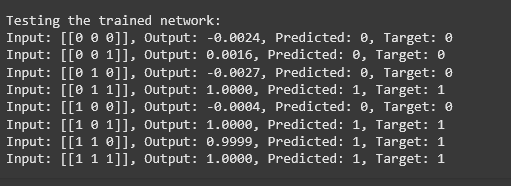 Testing the trained network:
Input: [[0 0 0]], Output: -0.0024, Predicted: 0, Target: 0
Input: [[0 0 1]], Output: 0.0016, Predicted: 0, Target: 0
Input: [[0 1 0]], Output: -0.0027, Predicted: 0, Target: 0
Input: [[0 1 1]], Output: 1.0000, Predicted: 1, Target: 1
Input: [[1 0 0]], Output: -0.0004, Predicted: 0, Target: 0
Input: [[1 0 1]], Output: 1.0000, Predicted: 1, Target: 1
Input: [[1 1 0]], Output: 0.9999, Predicted: 1, Target: 1
Input: [[1 1 1]], Output: 1.0000, Predicted: 1, Target: 1